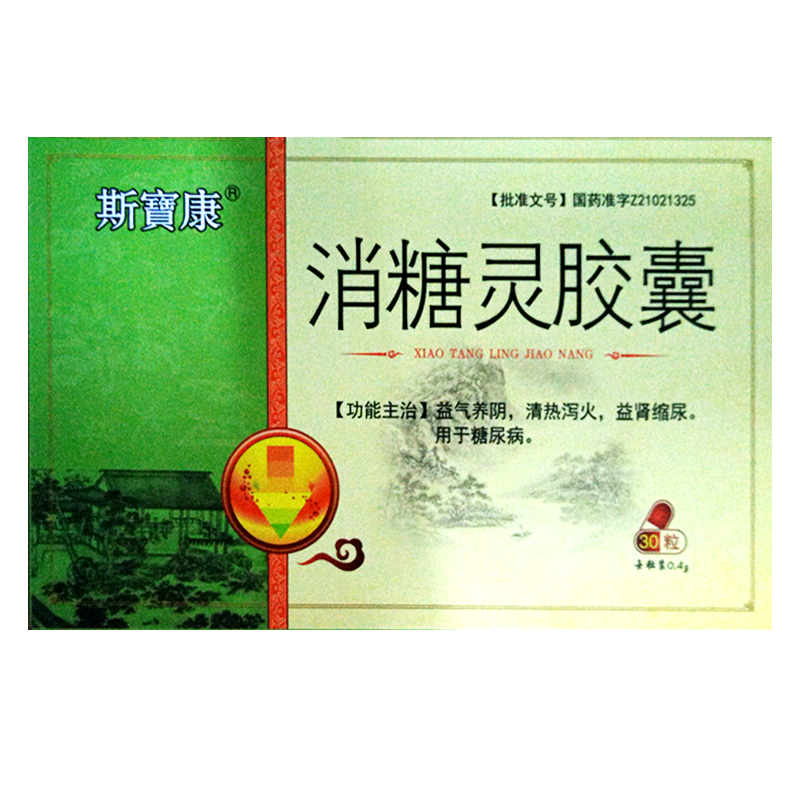 斯寶康®
【批准文号】国药准字Z21021325
消糖灵胶囊
XIAO TANG LING JIAO NANG
【功能主治】益气养阴，清热泻火，益肾缩尿。
用于糖尿病。
30粒
每粒装0.4g